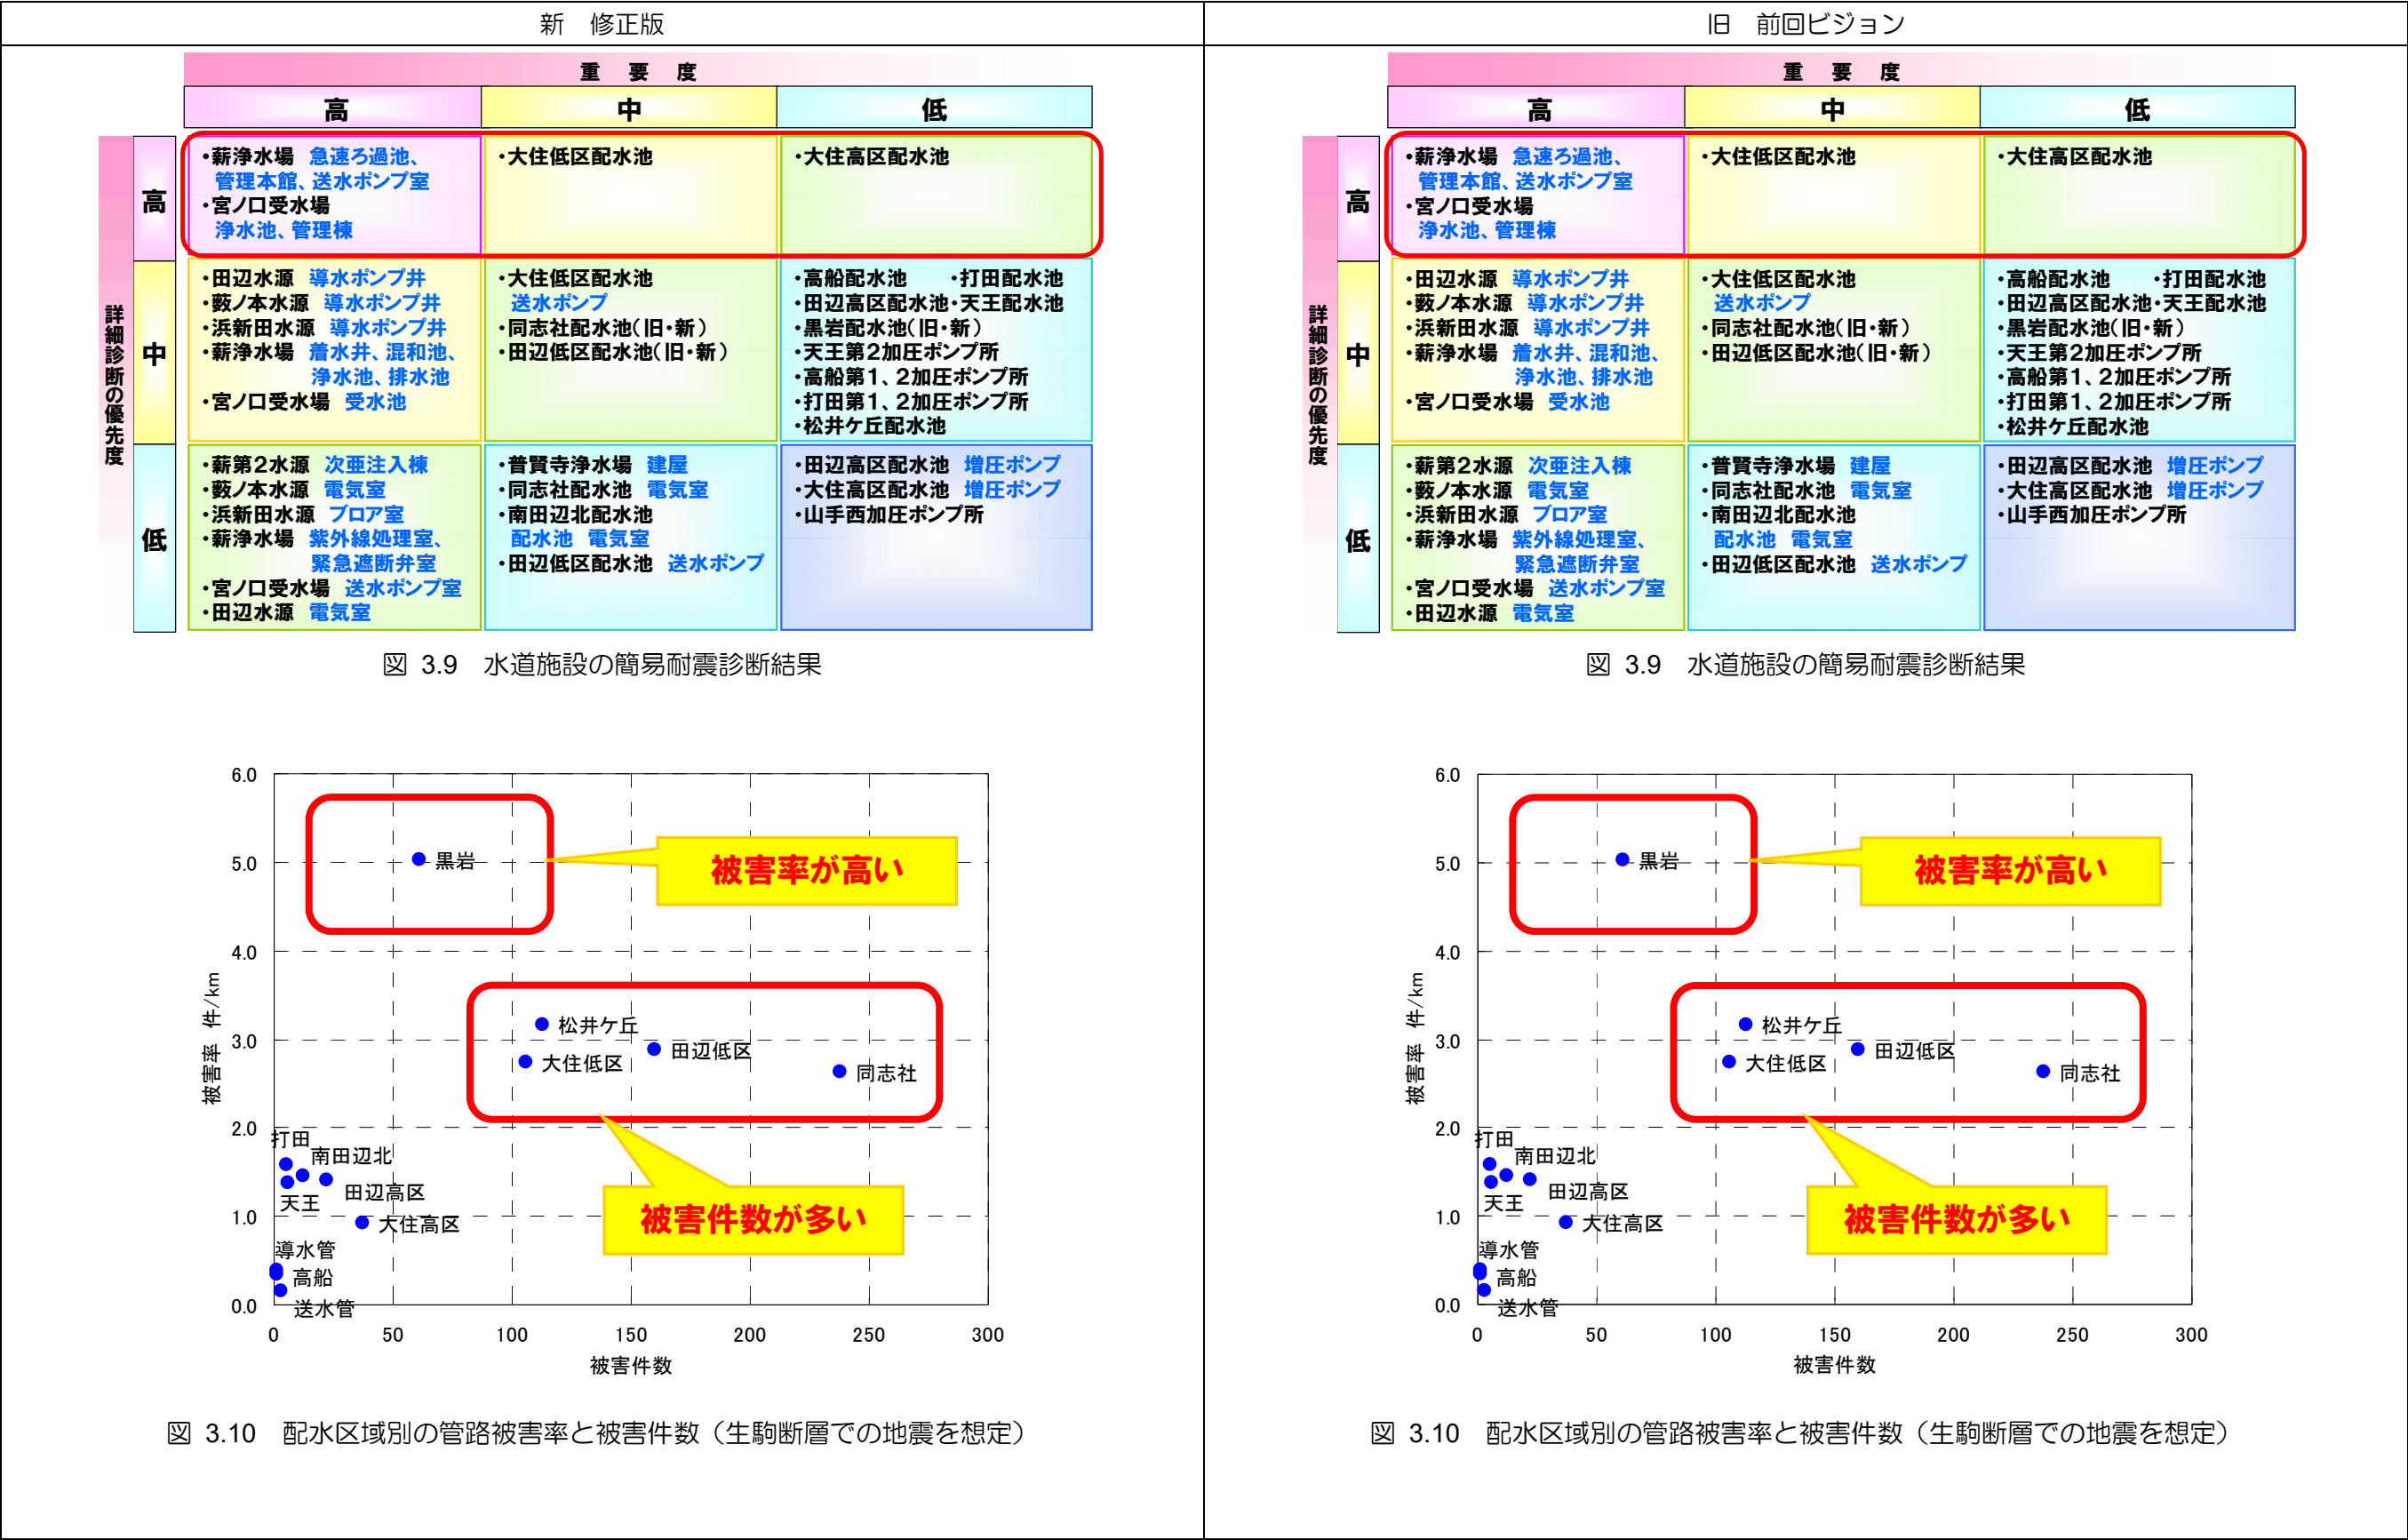 新　修正版
重　要　度
高
中
低
詳細診断の優先度
高
・薪浄水場　急速ろ過池、
管理本館、送水ポンプ室
・宮ノ口受水場
浄水池、管理棟
・大住低区配水池
・大住高区配水池
中
・田辺水源　導水ポンプ井
・薮ノ本水源　導水ポンプ井
・浜新田水源　導水ポンプ井
・薪浄水場　着水井、混和池、
浄水池、排水池
・宮ノ口受水場　受水池
・大住低区配水池
送水ポンプ
・同志社配水池(旧・新)
・田辺低区配水池(旧・新)
・高船配水池　・打田配水池
・田辺高区配水池・天王配水池
・黒岩配水池(旧・新)
・天王第2加圧ポンプ所
・高船第1、2加圧ポンプ所
・打田第1、2加圧ポンプ所
・松井ケ丘配水池
低
・薪第2水源　次亜注入棟
・薮ノ本水源　電気室
・浜新田水源　ブロア室
・薪浄水場　紫外線処理室、
緊急遮断弁室
・宮ノ口受水場　送水ポンプ室
・田辺水源　電気室
・普賢寺浄水場　建屋
・同志社配水池　電気室
・南田辺北配水池
配水池　電気室
・田辺低区配水池　送水ポンプ
・田辺高区配水池　増圧ポンプ
・大住高区配水池　増圧ポンプ
・山手西加圧ポンプ所
図 3.9　水道施設の簡易耐震診断結果
6.0
5.0
4.0
3.0
2.0
1.0
0.0
被害率 件/km
黒岩
被害率が高い
松井ケ丘
田辺低区
大住低区
同志社
打田
南田辺北
田辺高区
天王
大住高区
被害件数が多い
導水管
高船
送水管
0
50
100
150
200
250
300
被害件数
図 3.10　配水区域別の管路被害率と被害件数（生駒断層での地震を想定）
旧　前回ビジョン
重　要　度
高
中
低
詳細診断の優先度
高
・薪浄水場　急速ろ過池、
管理本館、送水ポンプ室
・宮ノ口受水場
浄水池、管理棟
・大住低区配水池
・大住高区配水池
中
・田辺水源　導水ポンプ井
・薮ノ本水源　導水ポンプ井
・浜新田水源　導水ポンプ井
・薪浄水場　着水井、混和池、
浄水池、排水池
・宮ノ口受水場　受水池
・大住低区配水池
送水ポンプ
・同志社配水池(旧・新)
・田辺低区配水池(旧・新)
・高船配水池　・打田配水池
・田辺高区配水池・天王配水池
・黒岩配水池(旧・新)
・天王第2加圧ポンプ所
・高船第1、2加圧ポンプ所
・打田第1、2加圧ポンプ所
・松井ケ丘配水池
低
・薪第2水源　次亜注入棟
・薮ノ本水源　電気室
・浜新田水源　ブロア室
・薪浄水場　紫外線処理室、
緊急遮断弁室
・宮ノ口受水場　送水ポンプ室
・田辺水源　電気室
・普賢寺浄水場　建屋
・同志社配水池　電気室
・南田辺北配水池
配水池　電気室
・田辺低区配水池　送水ポンプ
・田辺高区配水池　増圧ポンプ
・大住高区配水池　増圧ポンプ
・山手西加圧ポンプ所
図 3.9　水道施設の簡易耐震診断結果
6.0
5.0
4.0
3.0
2.0
1.0
0.0
被害率 件/km
黒岩
被害率が高い
松井ケ丘
田辺低区
大住低区
同志社
打田
南田辺北
田辺高区
天王
大住高区
被害件数が多い
導水管
高船
送水管
0
50
100
150
200
250
300
被害件数
図 3.10　配水区域別の管路被害率と被害件数（生駒断層での地震を想定）